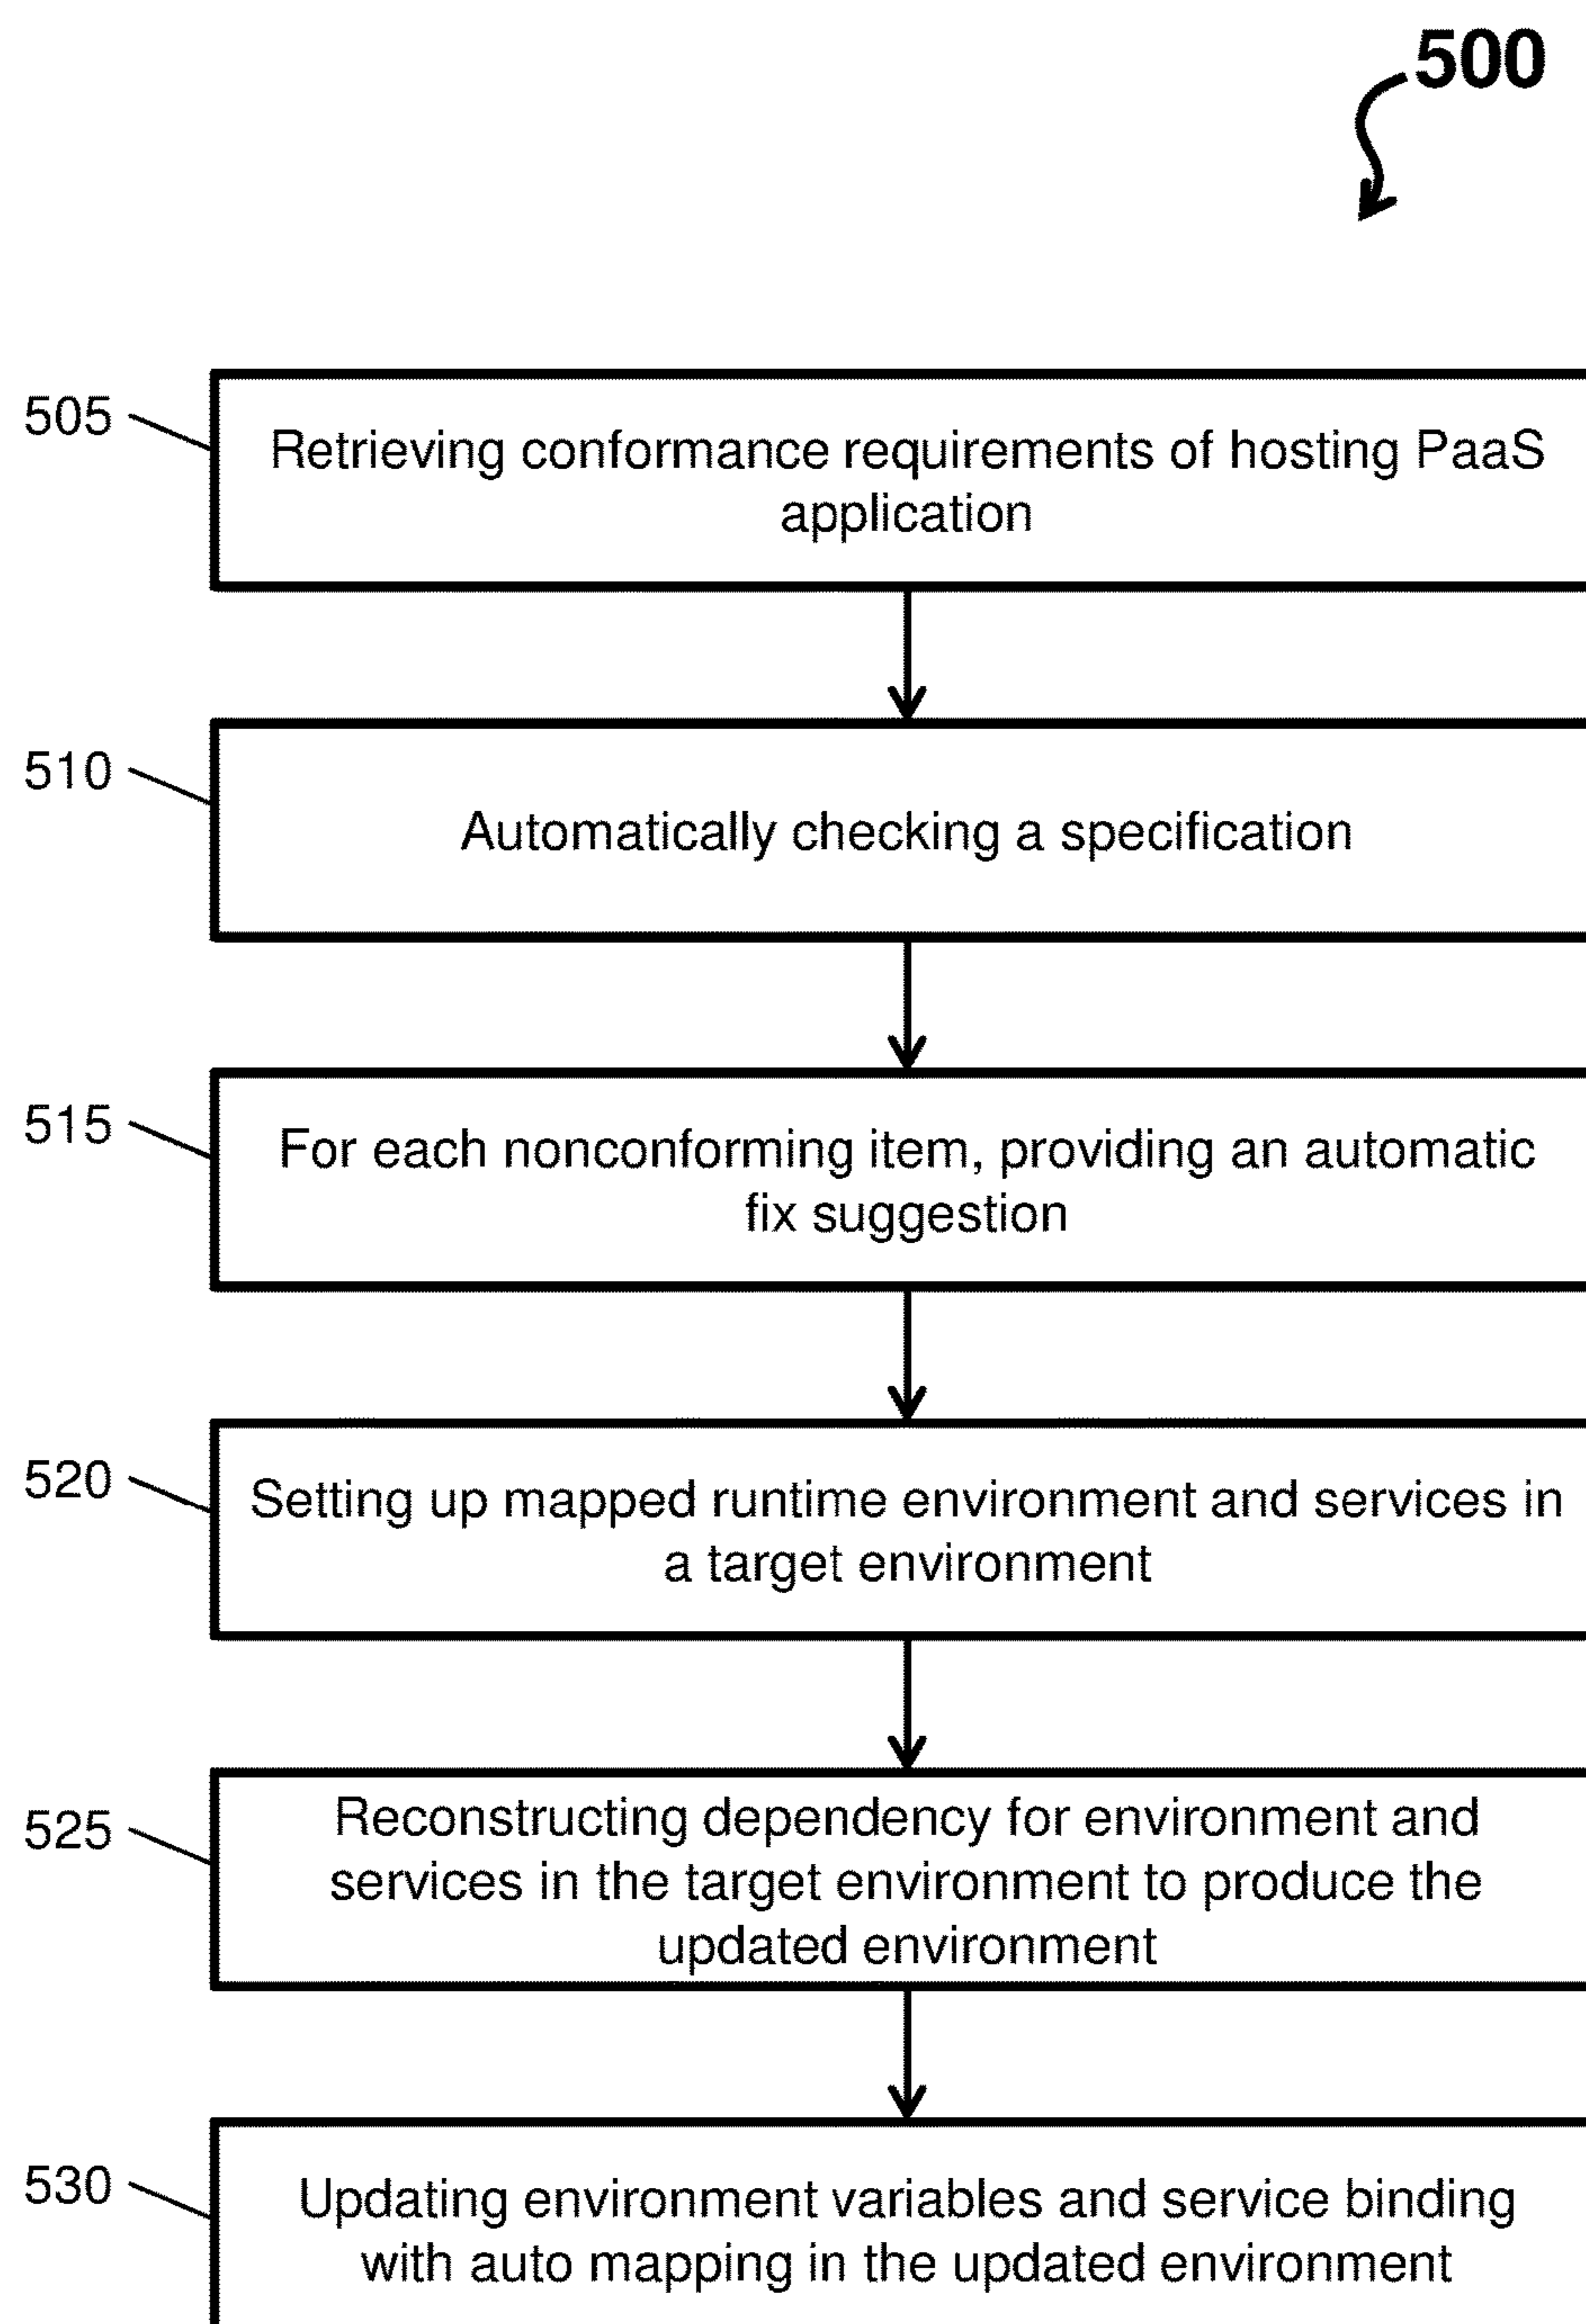 500
505
Retrieving conformance requirements of hosting PaaS
application
510
Automatically checking a specification
515
For each nonconforming item, providing an automatic
fix suggestion
520
Setting up mapped runtime environment and services in
a target environment
525
Reconstructing dependency for environment and
services in the target environment to produce the
updated environment
530
Updating environment variables and service binding
with auto mapping in the updated environment